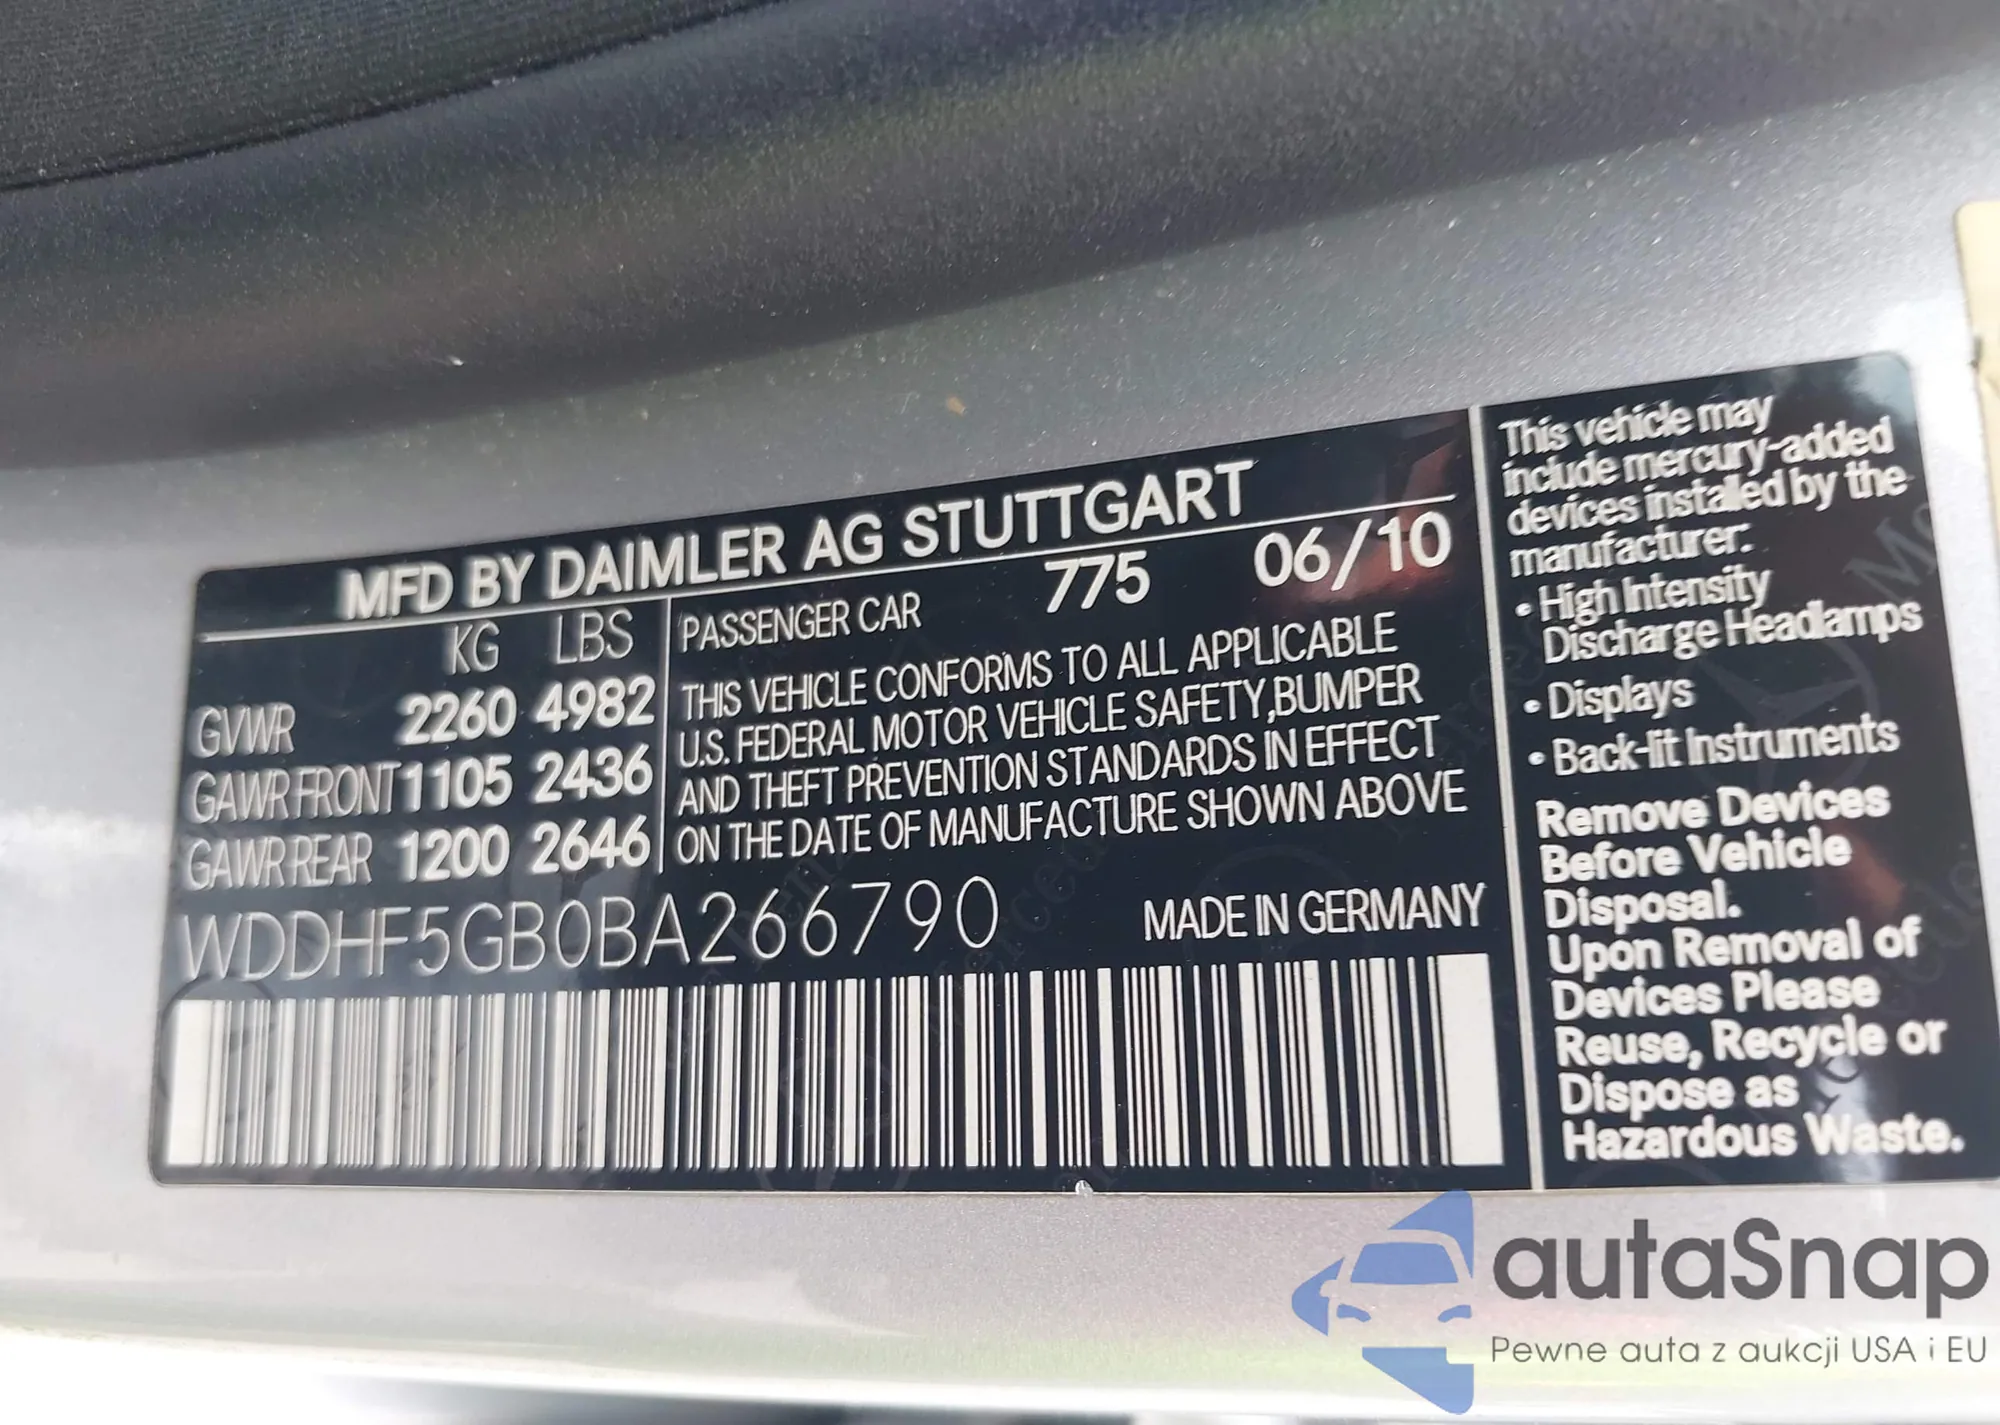 MFD BY DAIMLER AG STUTTGART
KG LBS
GVWR 2260 4982
GAWR FRONT 1105 2436
GAWR REAR 1200 2646
PASSENGER CAR 775 06/10
THIS VEHICLE CONFORMS TO ALL APPLICABLE
U.S. FEDERAL MOTOR VEHICLE SAFETY,BUMPER
AND THEFT PREVENTION STANDARDS IN EFFECT
ON THE DATE OF MANUFACTURE SHOWN ABOVE
WDDHF5GB0BA266790
MADE IN GERMANY
This vehicle may
include mercury-added
devices installed by the
manufacturer:
• High Intensity
Discharge Headlamps
• Displays
• Back-lit Instruments
Remove Devices
Before Vehicle
Disposal.
Upon Removal of
Devices Please
Reuse, Recycle or
Dispose as
Hazardous Waste.
autaSnap
Pewne auta z aukcji USA i EU